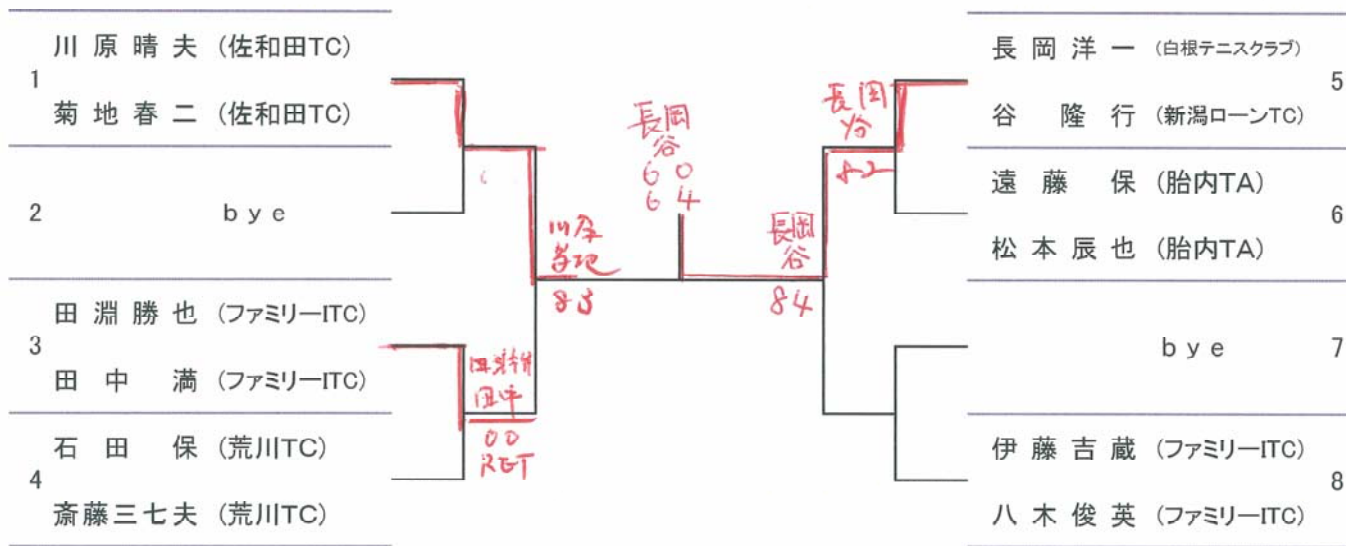 川原晴夫 (佐和田TC)
1
菊地春二 (佐和田TC)
2 bye
田淵勝也 (ファミリーITC)
3
田中 満 (ファミリーITC)
石田 保 (荒川TC)
4
斎藤三七夫 (荒川TC)
川原
菊地
83
田淵
田中
00
RET
長岡
谷
60
64
長岡
谷
84
長岡
谷
82
長岡洋一 (白根テニスクラブ)
5
谷 隆行 (新潟ローンTC)
遠藤 保 (胎内TA)
6
松本辰也 (胎内TA)
bye 7
伊藤吉蔵 (ファミリーITC)
8
八木俊英 (ファミリーITC)